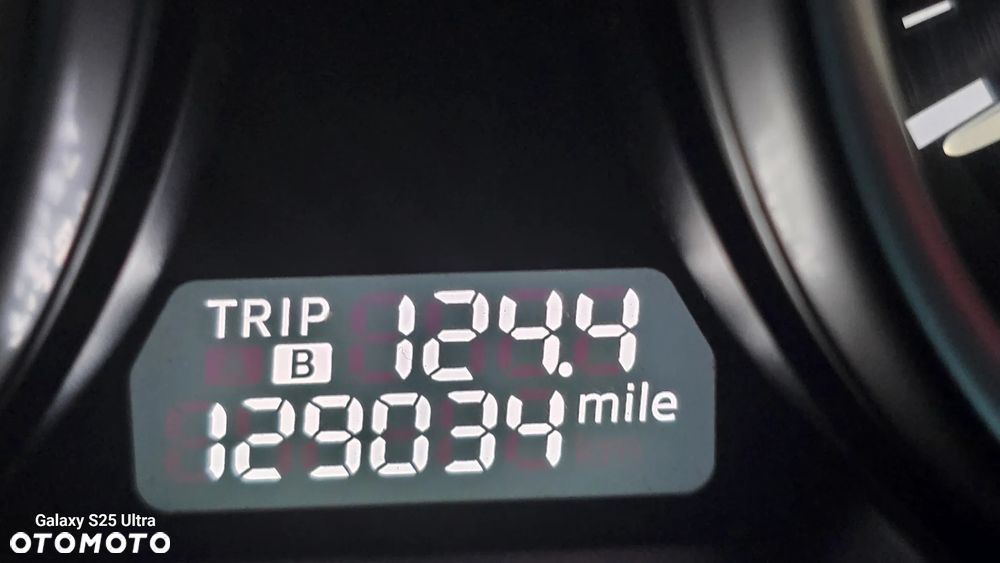 TRIP 124.4
B
129034 mile
Galaxy S25 Ultra
OTOMOTO